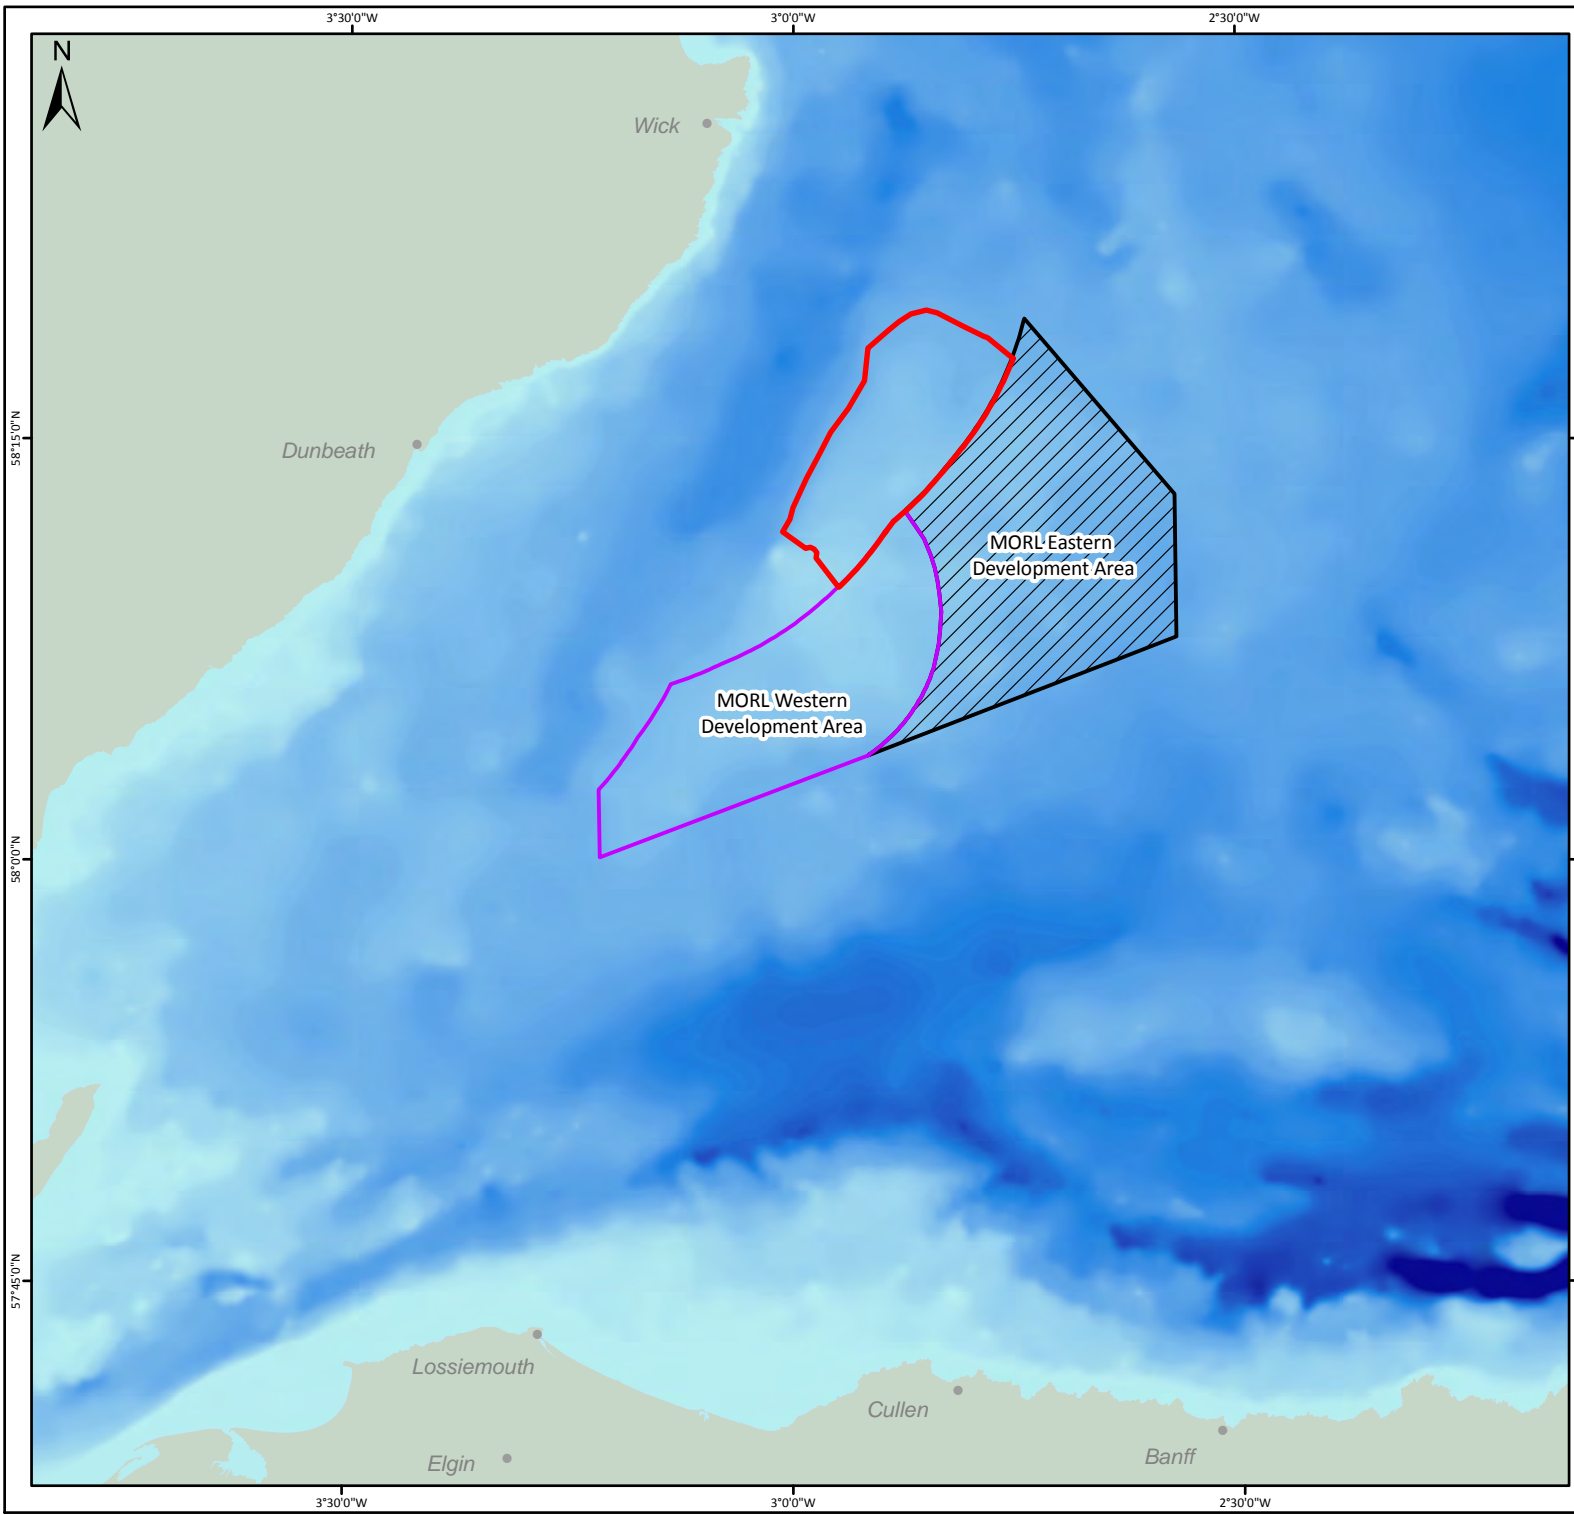 3°30'0"W
3°0'0"W
2°30'0"W
N
Wick
58°15'0"N
Dunbeath
MORL Eastern
Development Area
MORL Western
Development Area
58°0'0"N
57°45'0"N
Lossiemouth
Cullen
Elgin
Banff
3°30'0"W
3°0'0"W
2°30'0"W